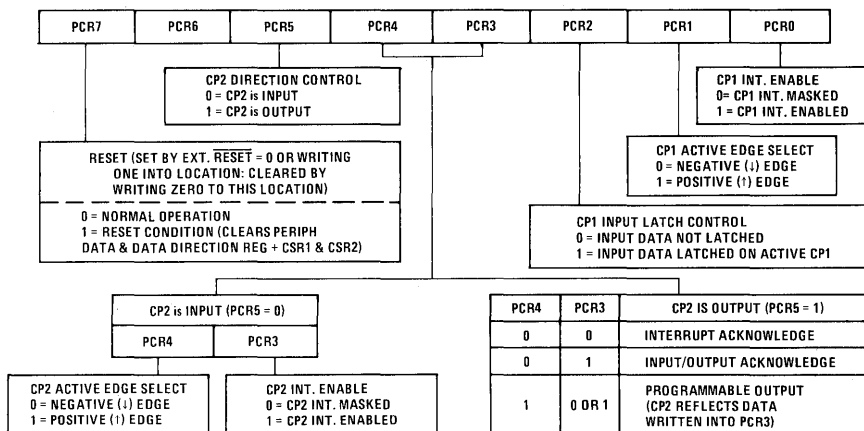 PCR7 PCR6 PCR5 PCR4 PCR3 PCR2 PCR1 PCR0
CP2 DIRECTION CONTROL
0 = CP2 is INPUT
1 = CP2 is OUTPUT
CP1 INT. ENABLE
0= CP1 INT. MASKED
1 = CP1 INT. ENABLED
RESET (SET BY EXT. RESET = 0 OR WRITING
ONE INTO LOCATION: CLEARED BY
WRITING ZERO TO THIS LOCATION)
0 = NORMAL OPERATION
1 = RESET CONDITION (CLEARS PERIPH
DATA & DATA DIRECTION REG + CSR1 & CSR2)
CP1 ACTIVE EDGE SELECT
0 = NEGATIVE (↓) EDGE
1 = POSITIVE (↑) EDGE
CP1 INPUT LATCH CONTROL
0 = INPUT DATA NOT LATCHED
1 = INPUT DATA LATCHED ON ACTIVE CP1
CP2 is INPUT (PCR5 = 0)
PCR4 PCR3
CP2 ACTIVE EDGE SELECT
0 = NEGATIVE (↓) EDGE
1 = POSITIVE (↑) EDGE
CP2 INT. ENABLE
0 = CP2 INT. MASKED
1 = CP2 INT. ENABLED
PCR4 PCR3 CP2 IS OUTPUT (PCR5 = 1)
0 0 INTERRUPT ACKNOWLEDGE
0 1 INPUT/OUTPUT ACKNOWLEDGE
1 0 OR 1 PROGRAMMABLE OUTPUT
(CP2 REFLECTS DATA
WRITTEN INTO PCR3)